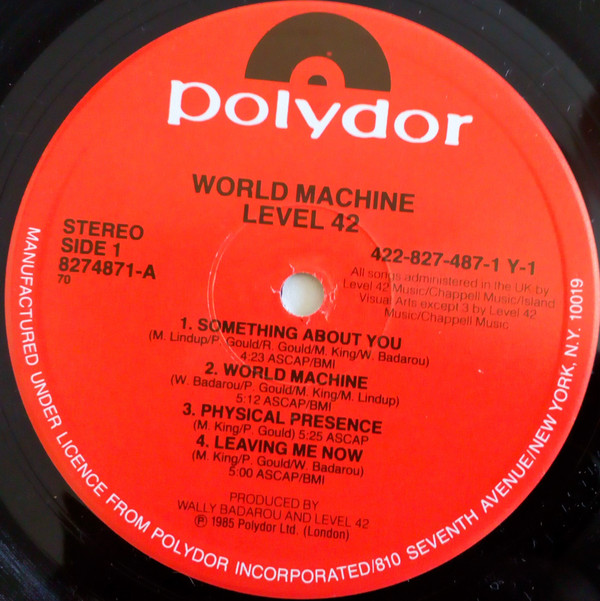 polydor
WORLD MACHINE
LEVEL 42
STEREO
SIDE 1
8274871-A
70
422-827-487-1 Y-1
All songs administered in the UK by
Level 42 Music/Chappell Music/Island
Visual Arts except 3 by Level 42
Music/Chappell Music
1. SOMETHING ABOUT YOU
(M. Lindup/P. Gould/R. Gould/M. King/W. Badarou)
4:23 ASCAP/BMI
2. WORLD MACHINE
(W. Badarou/P. Gould/M. King/M. Lindup)
5:12 ASCAP/BMI
3. PHYSICAL PRESENCE
(M. King/P. Gould) 5:25 ASCAP
4. LEAVING ME NOW
(M. King/P. Gould/W. Badarou)
5:00 ASCAP/BMI
PRODUCED BY
WALLY BADAROU AND LEVEL 42
℗ 1985 Polydor Ltd. (London)
MANUFACTURED UNDER LICENCE FROM POLYDOR INCORPORATED/810 SEVENTH AVENUE/NEW YORK, N.Y. 10019